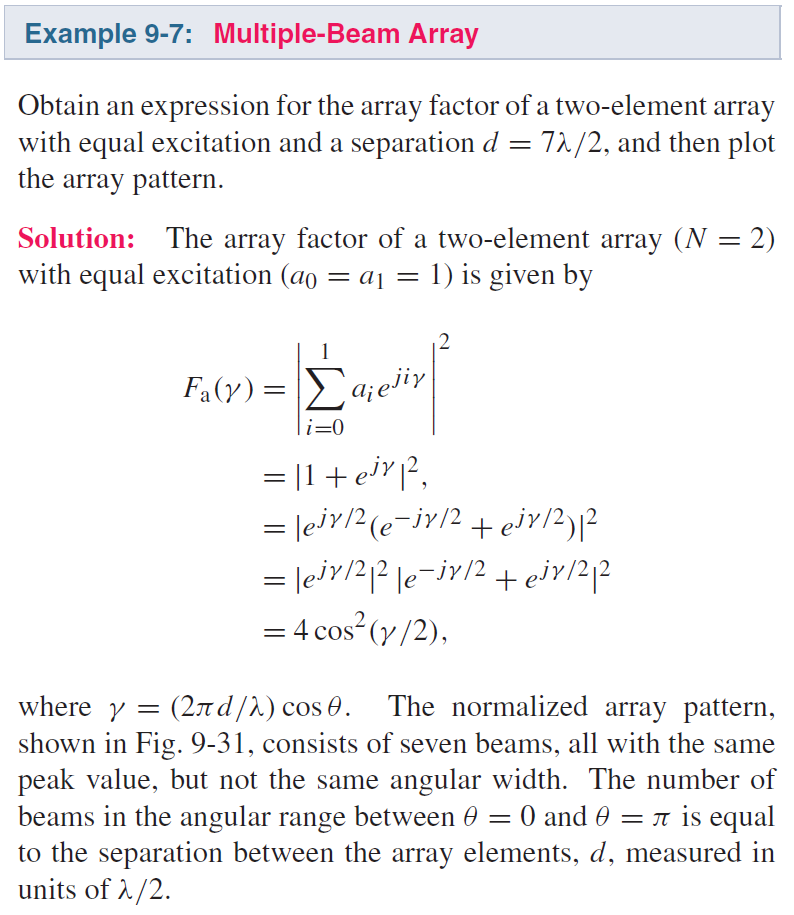 Example 9-7: Multiple-Beam Array
Obtain an expression for the array factor of a two-element array
with equal excitation and a separation d = 7λ/2, and then plot
the array pattern.
Solution: The array factor of a two-element array (N = 2)
with equal excitation (a₀ = a₁ = 1) is given by
Fₐ(γ) = |∑_{i=0}^{1} aᵢe^{jiγ}|²
= |1 + e^{jγ}|²,
= |e^{jγ/2}(e^{−jγ/2} + e^{jγ/2})|²
= |e^{jγ/2}|² |e^{−jγ/2} + e^{jγ/2}|²
= 4 cos²(γ/2),
where γ = (2πd/λ) cos θ. The normalized array pattern,
shown in Fig. 9-31, consists of seven beams, all with the same
peak value, but not the same angular width. The number of
beams in the angular range between θ = 0 and θ = π is equal
to the separation between the array elements, d, measured in
units of λ/2.